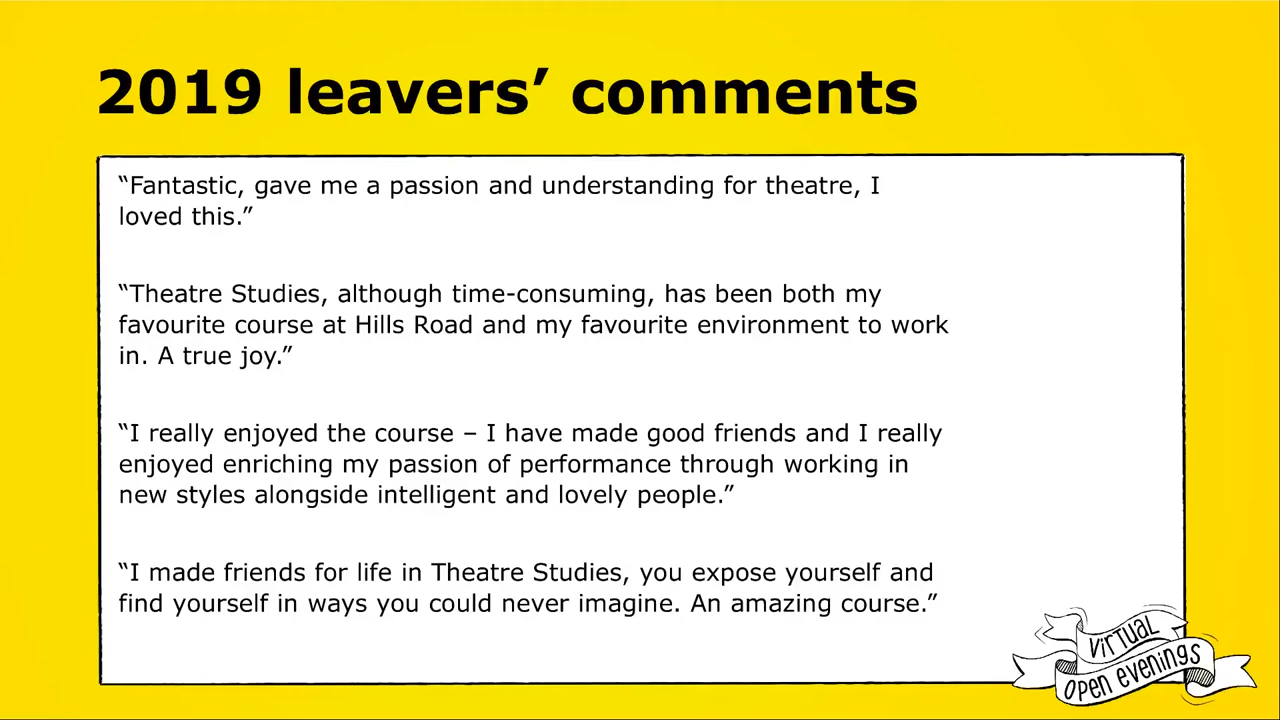 2019 leavers’ comments
“Fantastic, gave me a passion and understanding for theatre, I
loved this.”
“Theatre Studies, although time-consuming, has been both my
favourite course at Hills Road and my favourite environment to work
in. A true joy.”
“I really enjoyed the course – I have made good friends and I really
enjoyed enriching my passion of performance through working in
new styles alongside intelligent and lovely people.”
“I made friends for life in Theatre Studies, you expose yourself and
find yourself in ways you could never imagine. An amazing course.”
VIRTUAL
OPEN EVENINGS